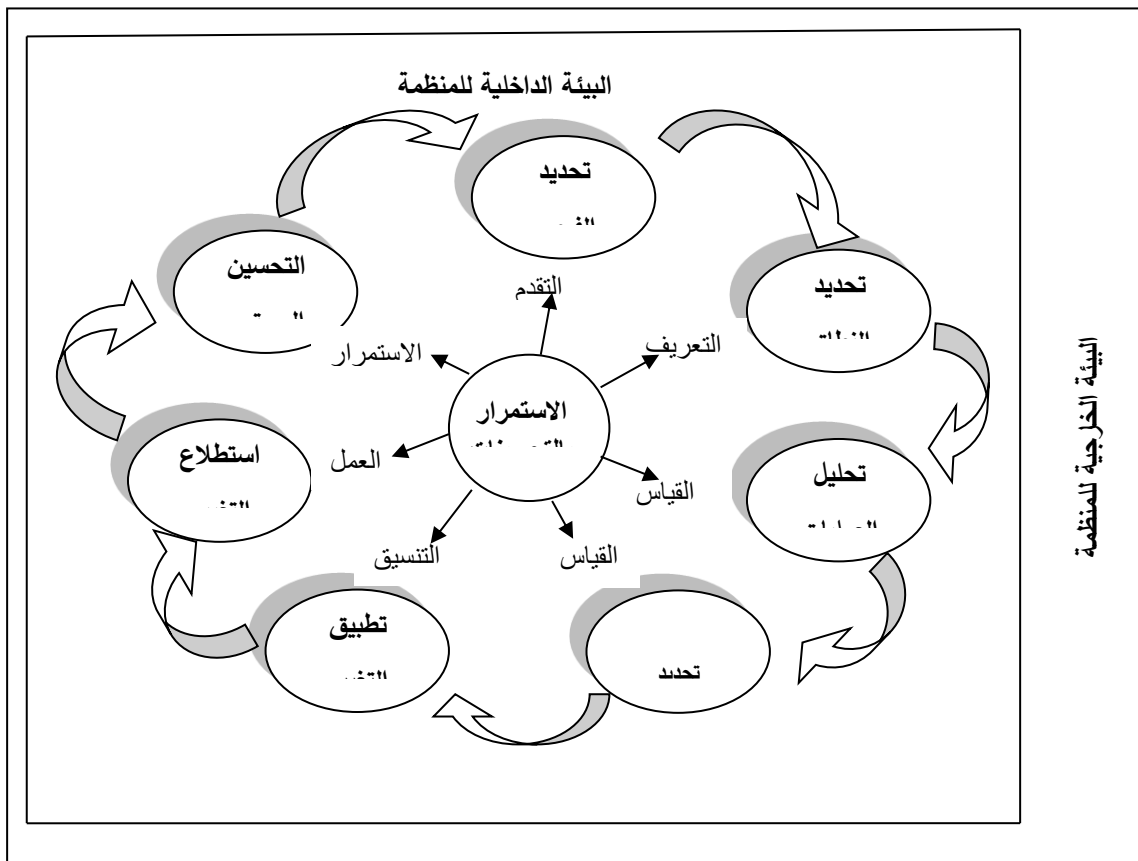 البيئة الداخلية للمنظمة
تحديد
التحسين
تحديد
التقدم
التعريف
الاستمرار
الاستمرار
البيئة الخارجية للمنظمة
استطلاع
العمل
تحليل
القياس
التنسيق
القياس
تطبيق